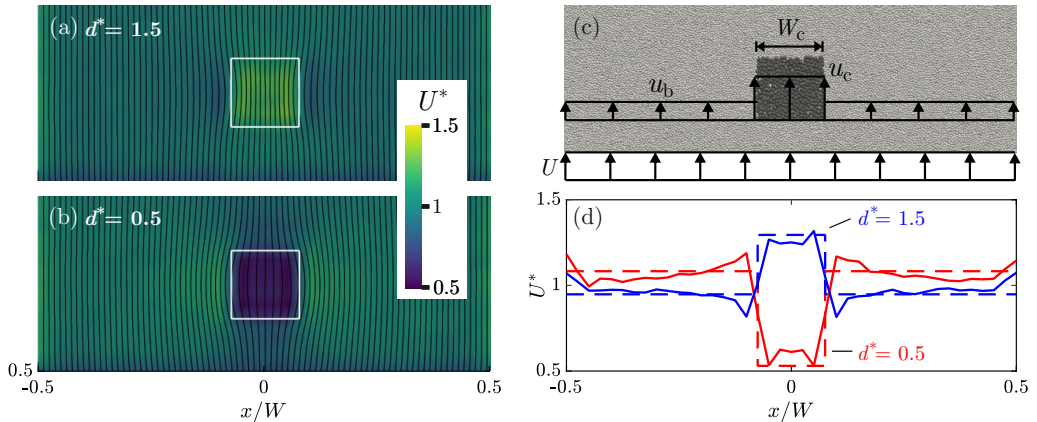 (a) d* = 1.5
U*
1.5
1
0.5
(b) d* = 0.5
0.5
-0.5
0
0.5
x/W
(c)
W_c
u_c
u_b
U
1.5
(d)
d* = 1.5
U*
1
d* = 0.5
0.5
-0.5
0
0.5
x/W